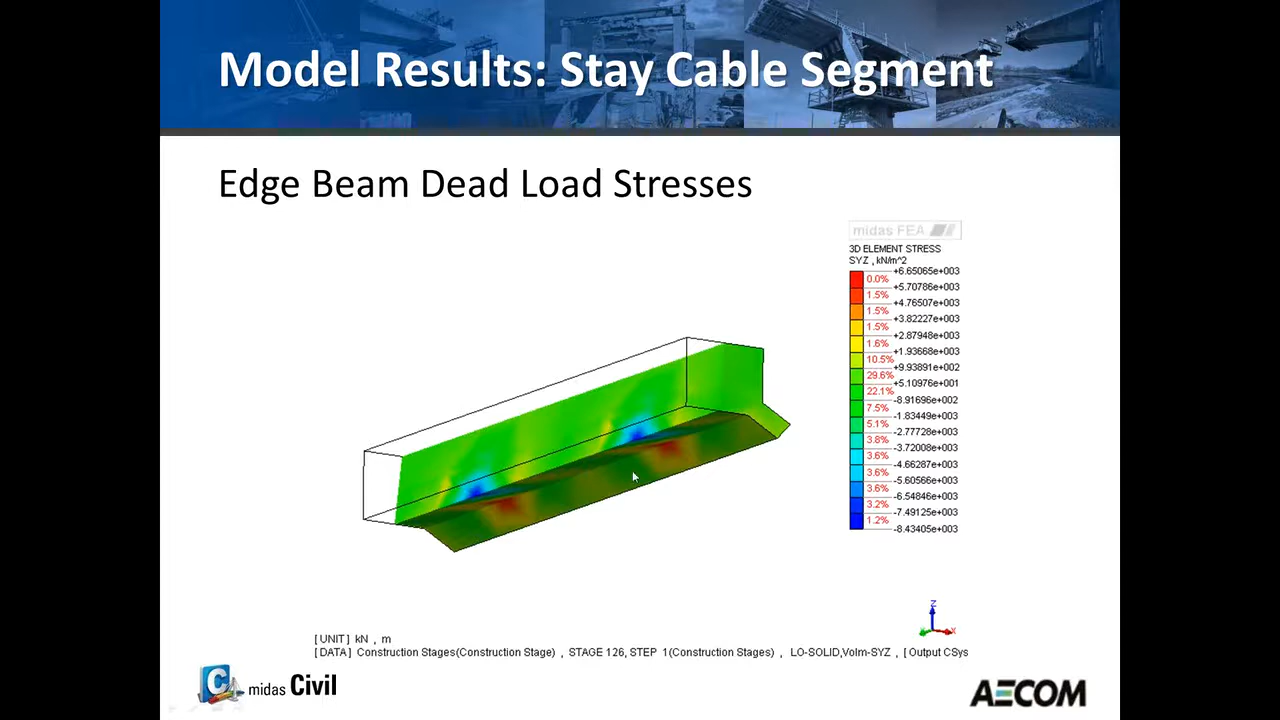 Model Results: Stay Cable Segment
Edge Beam Dead Load Stresses
midas FEA
3D ELEMENT STRESS
SYZ , kN/m^2
+6.65065e+003
0.0%
+5.70786e+003
1.5%
+4.76507e+003
1.5%
+3.82227e+003
1.5%
+2.87948e+003
1.6%
+1.93668e+003
10.5%
+9.93891e+002
29.6%
+5.10976e+001
22.1%
-8.91696e+002
7.5%
-1.83449e+003
5.1%
-2.77728e+003
3.8%
-3.72008e+003
3.6%
-4.66287e+003
3.6%
-5.60566e+003
3.6%
-6.54846e+003
3.2%
-7.49125e+003
1.2%
-8.43405e+003
Z
Y X
[UNIT] kN , m
[DATA] Construction Stages(Construction Stage) , STAGE 126, STEP 1(Construction Stages) , LO-SOLID,Volm-SYZ , [Output CSys
C midas Civil
AECOM